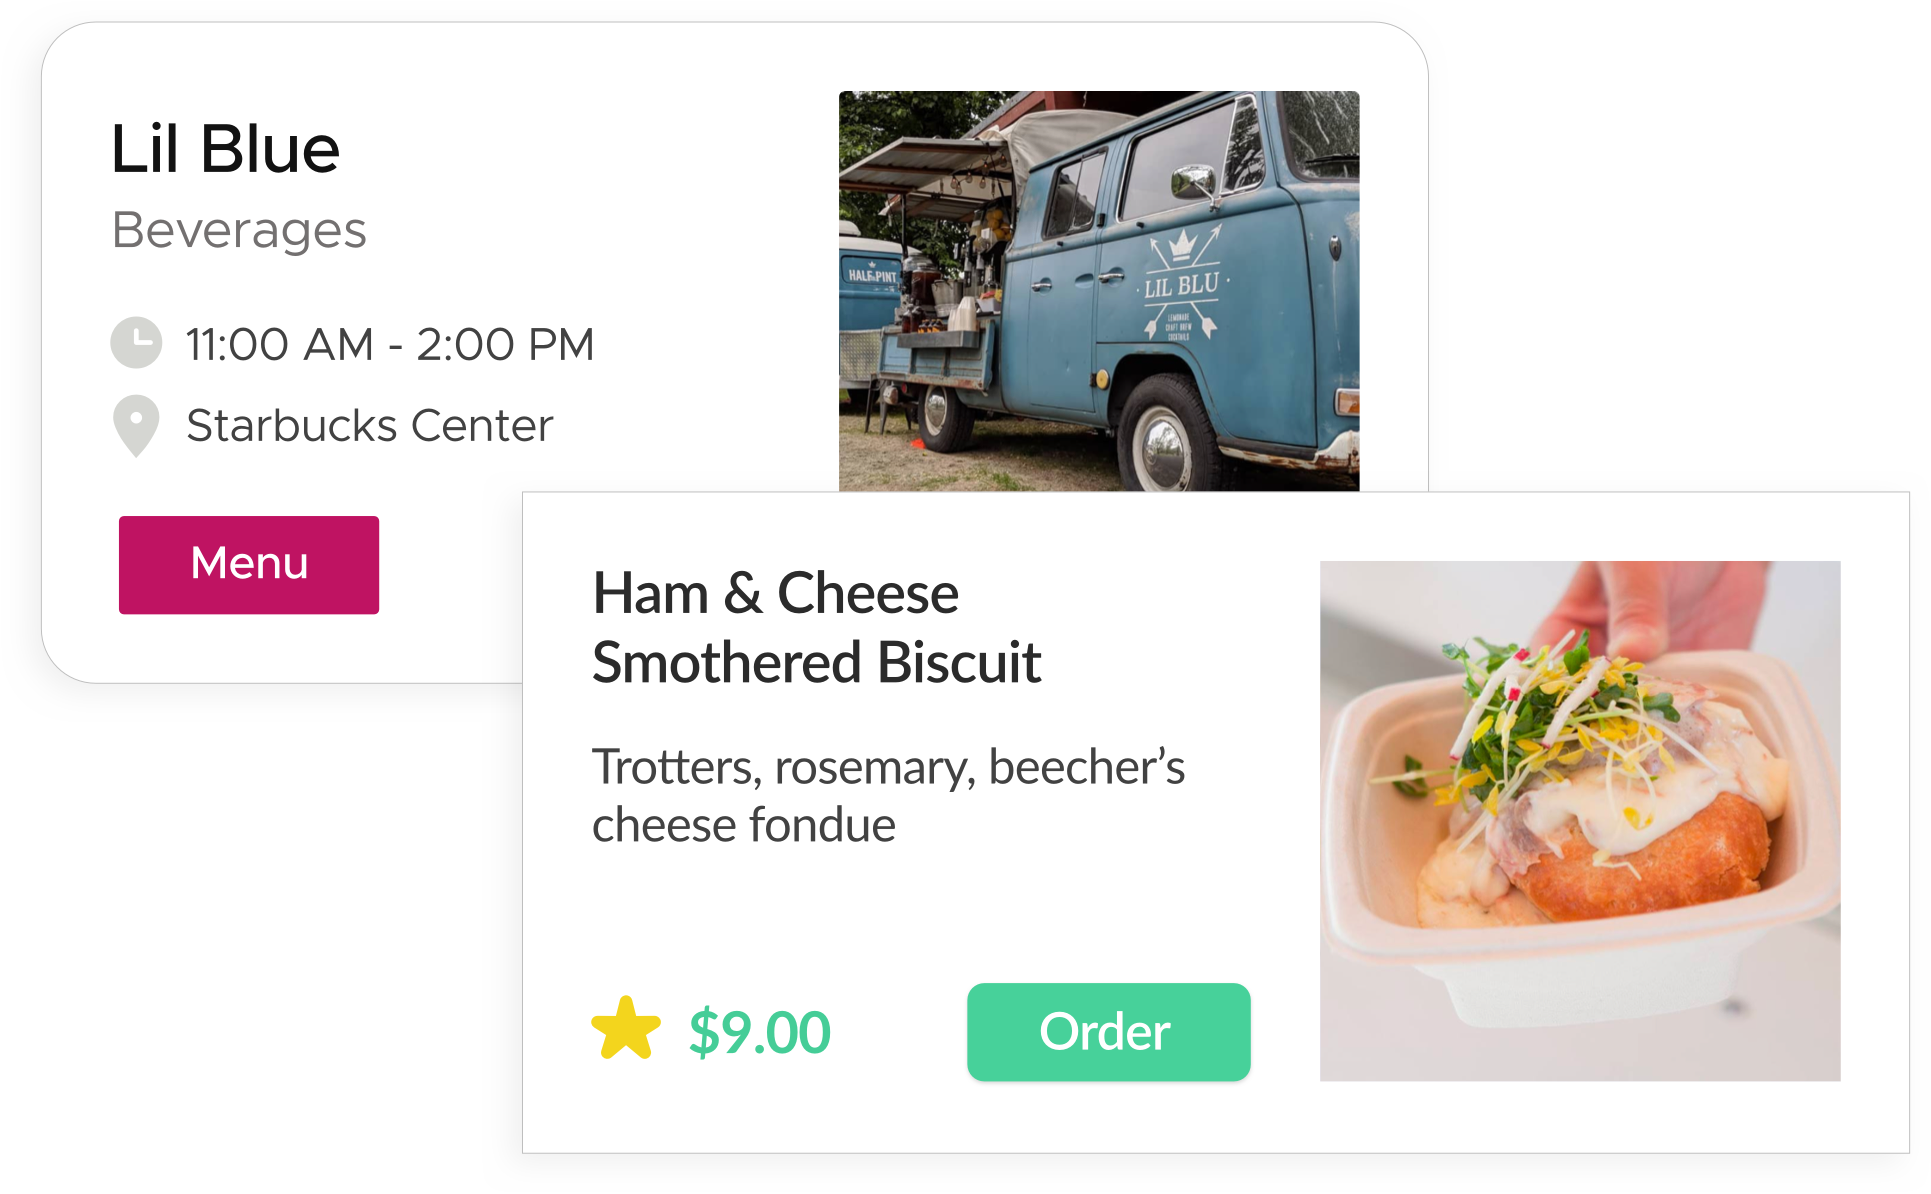 Lil Blue
Beverages
11:00 AM - 2:00 PM
Starbucks Center
Menu
HALF PINT
· LIL BLU ·
LEMONADE
CRAFT BREW
COCKTAILS
Ham & Cheese
Smothered Biscuit
Trotters, rosemary, beecher’s
cheese fondue
$9.00
Order